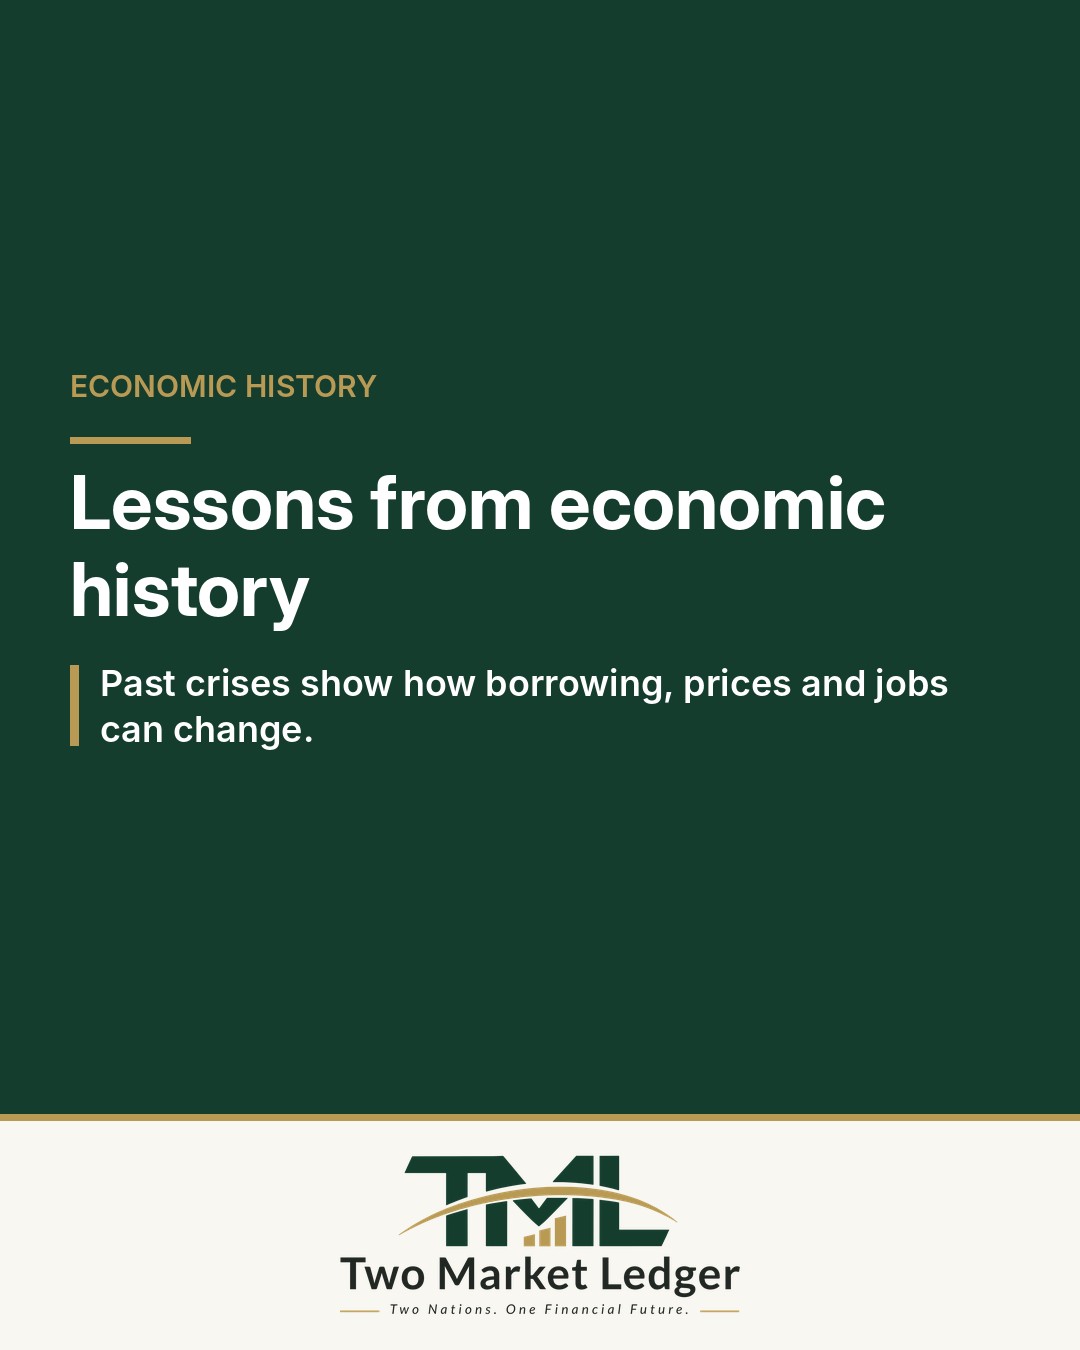 ECONOMIC HISTORY
Lessons from economic
history
Past crises show how borrowing, prices and jobs
can change.
TML
Two Market Ledger
Two Nations. One Financial Future.